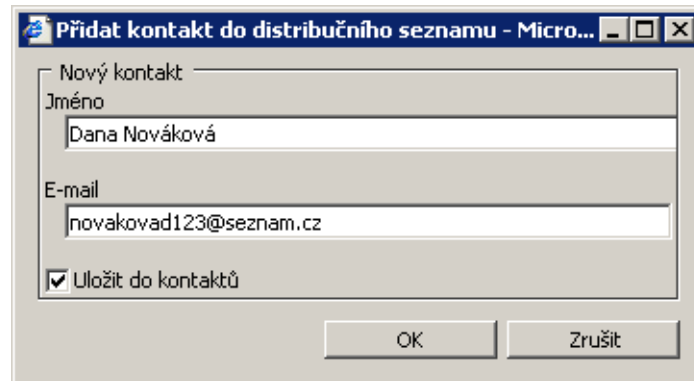 Přidat kontakt do distribučního seznamu - Micro...
Nový kontakt
Jméno
Dana Nováková
E-mail
novakovad123@seznam.cz
Uložit do kontaktů
OK Zrušit